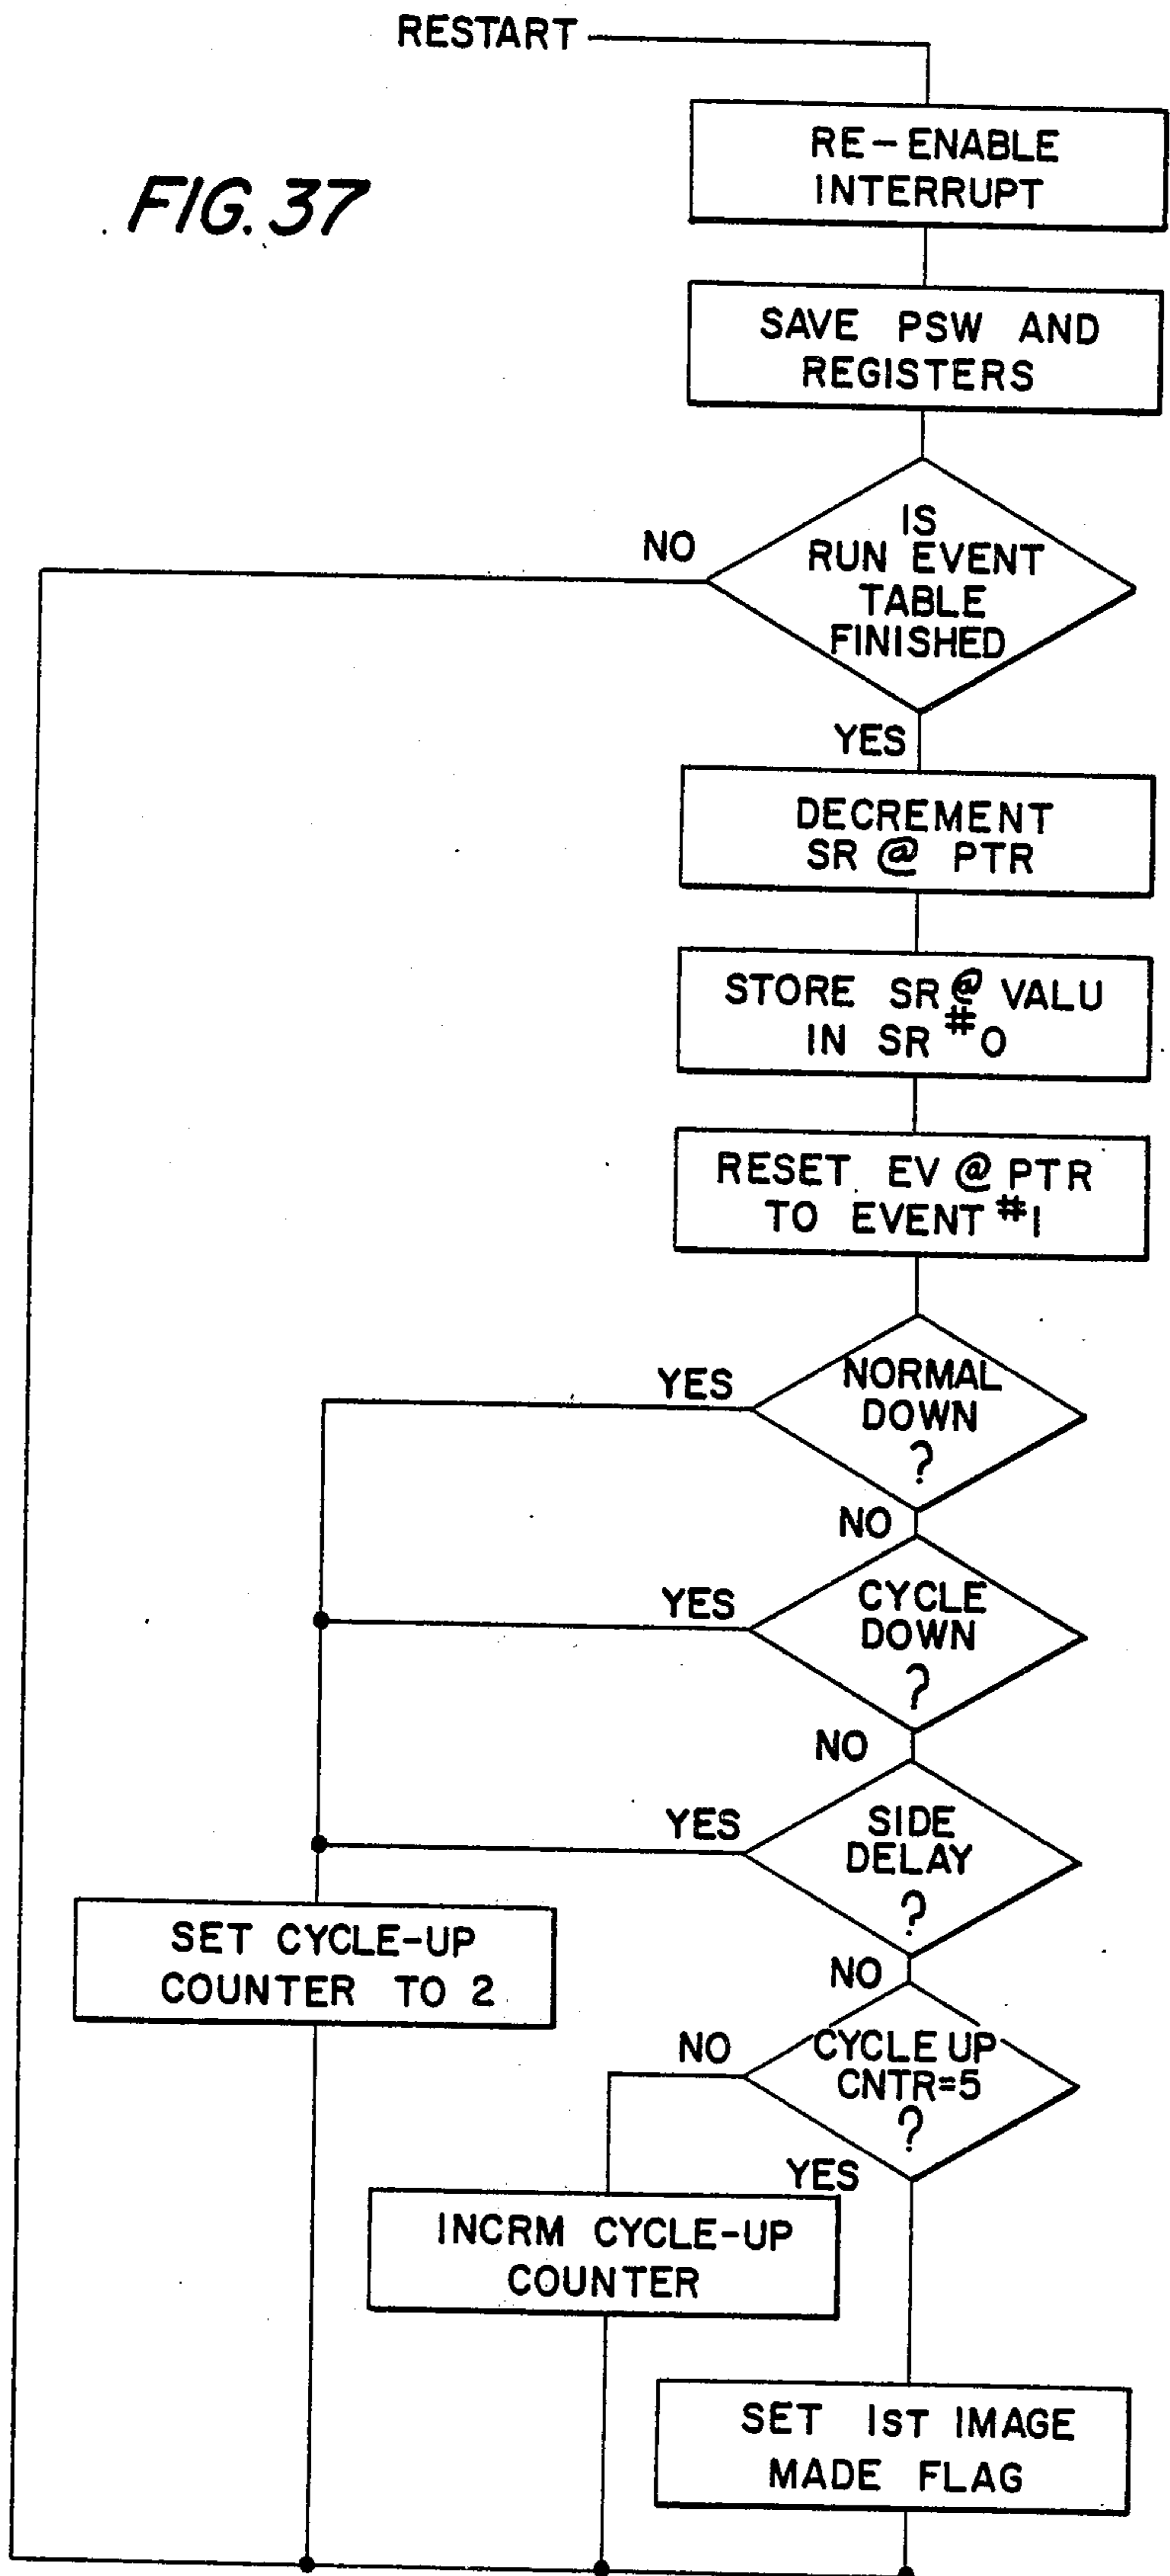 RESTART
RE-ENABLE
INTERRUPT
FIG. 37
SAVE PSW AND
REGISTERS
IS
RUN EVENT
TABLE
FINISHED
NO
YES
DECREMENT
SR @ PTR
STORE SR @ VALU
IN SR #0
RESET EV @ PTR
TO EVENT #1
NORMAL
DOWN
?
YES
NO
CYCLE
DOWN
?
YES
NO
SIDE
DELAY
?
YES
NO
SET CYCLE-UP
COUNTER TO 2
CYCLE UP
CNTR=5
?
NO
YES
INCRM CYCLE-UP
COUNTER
SET 1ST IMAGE
MADE FLAG